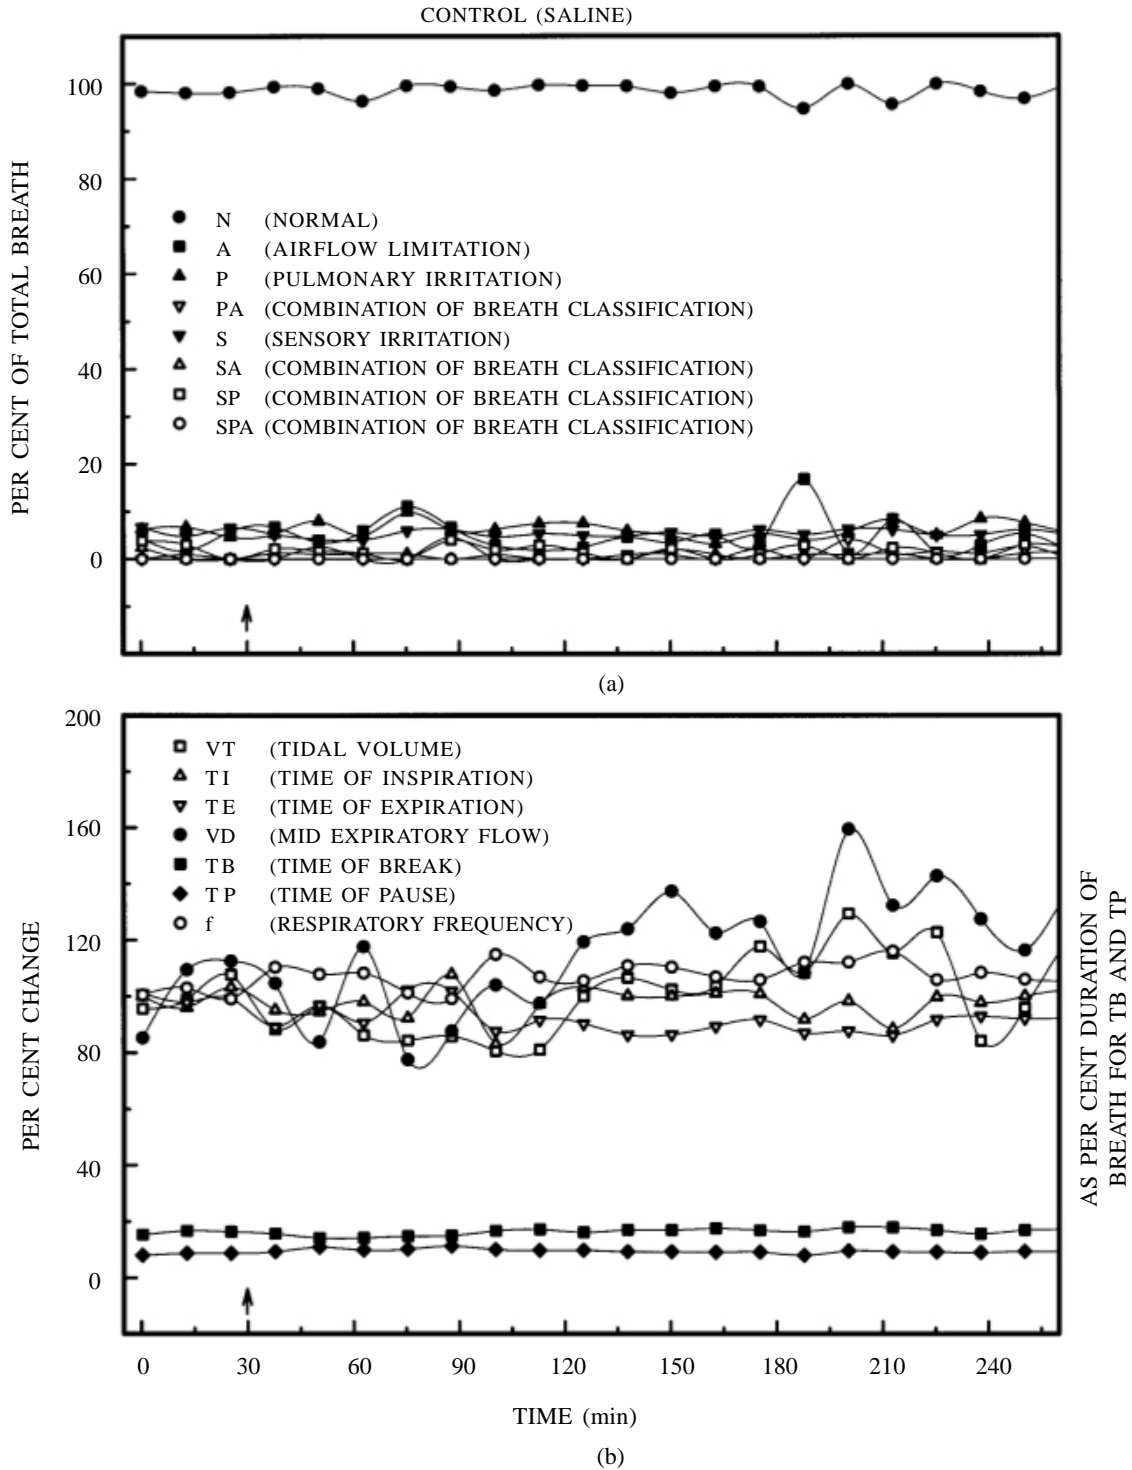 CONTROL (SALINE)
PER CENT OF TOTAL BREATH
100
80
60
40
20
0
N (NORMAL)
A (AIRFLOW LIMITATION)
P (PULMONARY IRRITATION)
PA (COMBINATION OF BREATH CLASSIFICATION)
S (SENSORY IRRITATION)
SA (COMBINATION OF BREATH CLASSIFICATION)
SP (COMBINATION OF BREATH CLASSIFICATION)
SPA (COMBINATION OF BREATH CLASSIFICATION)
(a)
PER CENT CHANGE
200
160
120
80
40
0
VT (TIDAL VOLUME)
TI (TIME OF INSPIRATION)
TE (TIME OF EXPIRATION)
VD (MID EXPIRATORY FLOW)
TB (TIME OF BREAK)
TP (TIME OF PAUSE)
f (RESPIRATORY FREQUENCY)
AS PER CENT DURATION OF
BREATH FOR TB AND TP
0 30 60 90 120 150 180 210 240
TIME (min)
(b)